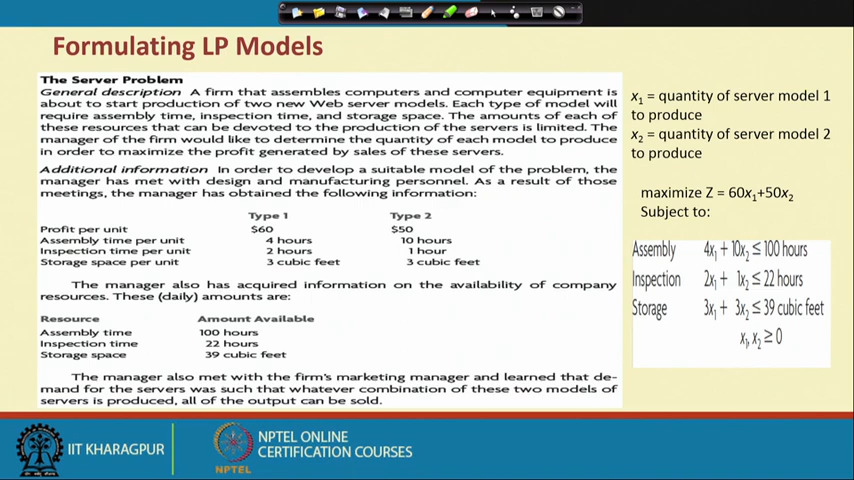 Formulating LP Models
The Server Problem
General description A firm that assembles computers and computer equipment is
about to start production of two new Web server models. Each type of model will
require assembly time, inspection time, and storage space. The amounts of each of
these resources that can be devoted to the production of the servers is limited. The
manager of the firm would like to determine the quantity of each model to produce
in order to maximize the profit generated by sales of these servers.
Additional information In order to develop a suitable model of the problem, the
manager has met with design and manufacturing personnel. As a result of those
meetings, the manager has obtained the following information:
Type 1 Type 2
Profit per unit $60 $50
Assembly time per unit 4 hours 10 hours
Inspection time per unit 2 hours 1 hour
Storage space per unit 3 cubic feet 3 cubic feet
The manager also has acquired information on the availability of company
resources. These (daily) amounts are:
Resource Amount Available
Assembly time 100 hours
Inspection time 22 hours
Storage space 39 cubic feet
The manager also met with the firm's marketing manager and learned that de-
mand for the servers was such that whatever combination of these two models of
servers is produced, all of the output can be sold.
x₁ = quantity of server model 1
to produce
x₂ = quantity of server model 2
to produce
maximize Z = 60x₁+50x₂
Subject to:
Assembly 4x₁ + 10x₂ ≤ 100 hours
Inspection 2x₁ + 1x₂ ≤ 22 hours
Storage 3x₁ + 3x₂ ≤ 39 cubic feet
x₁, x₂ ≥ 0
IIT KHARAGPUR
NPTEL
NPTEL ONLINE
CERTIFICATION COURSES